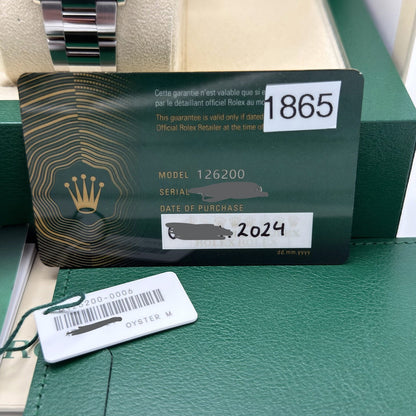 Cette garantie n'est valable que si e
par le détaillant officiel Rolex au mo
This guarantee is valid only if dated
Official Rolex Retailer at the time of
1865
MODEL 126200
SERIAL
DATE OF PURCHASE
2024
dd mm yyyy
200-0006
OYSTER M